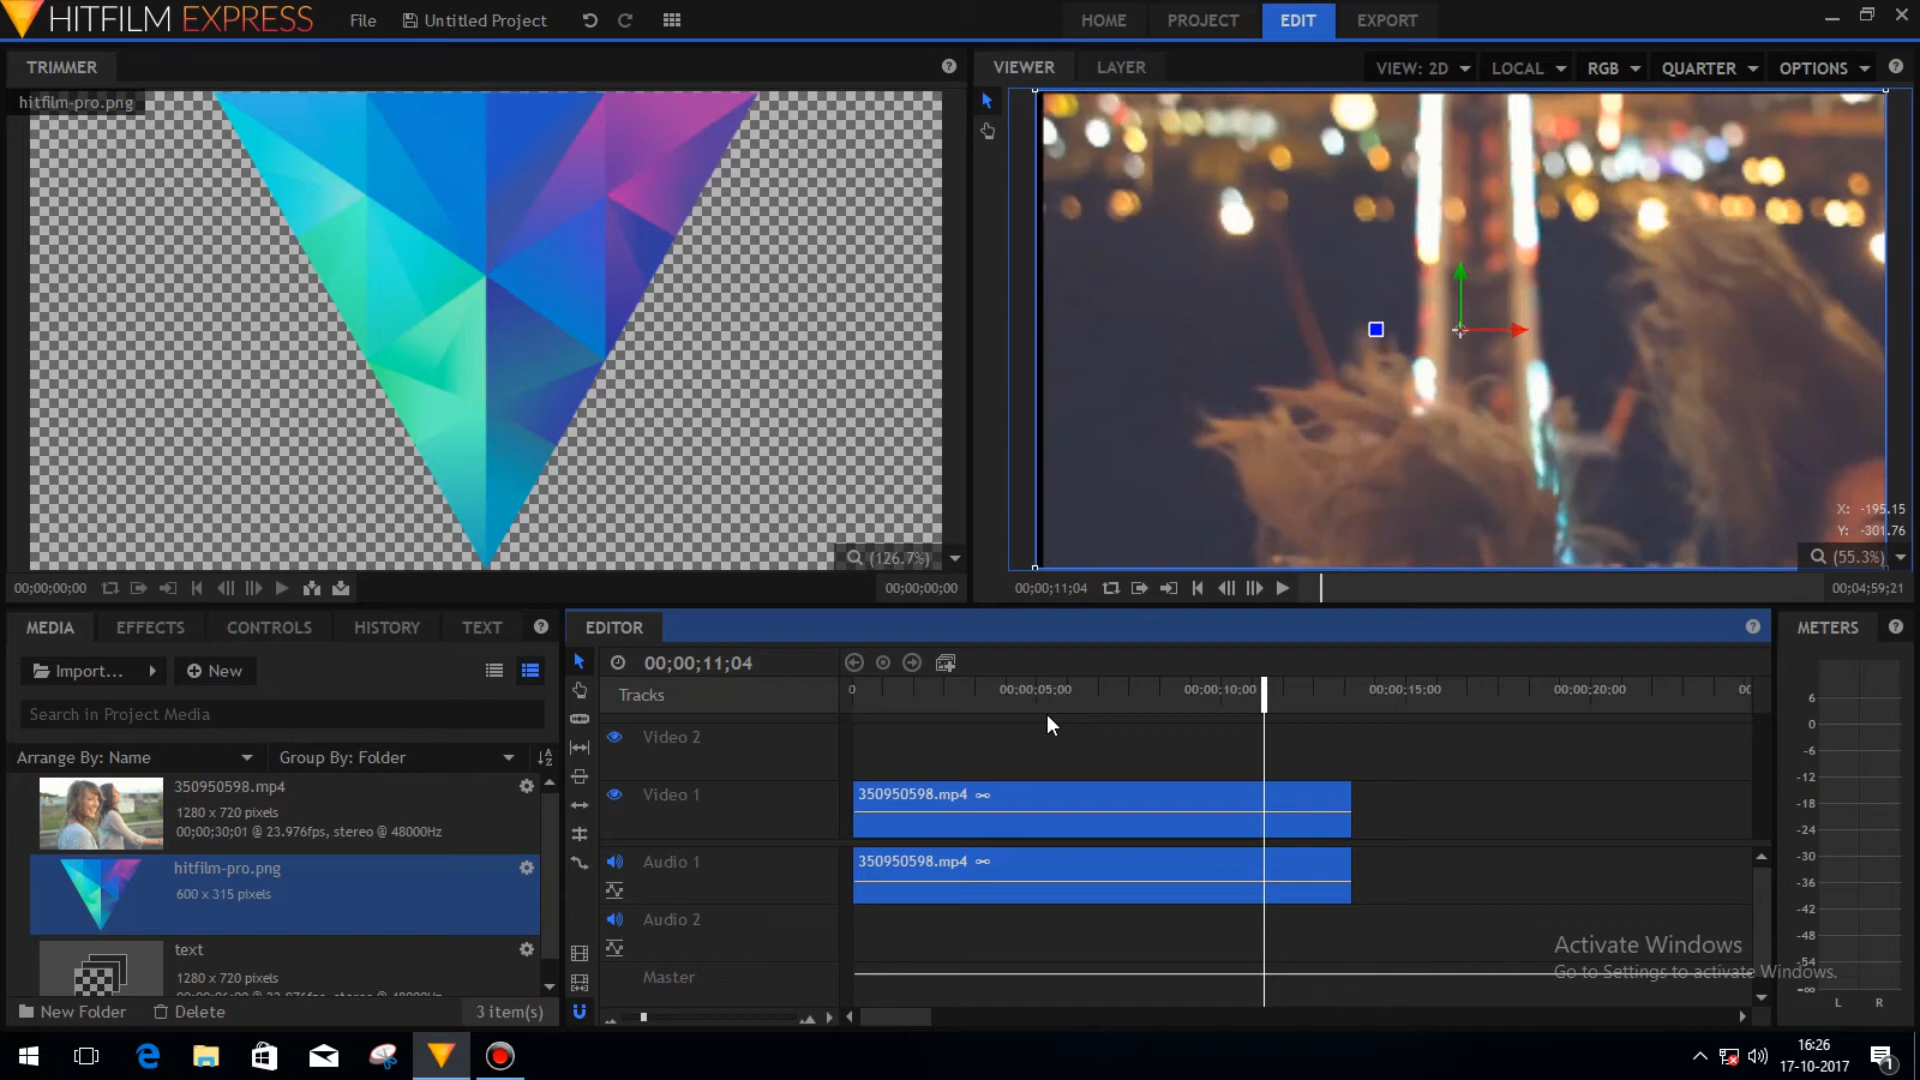 HITFILM EXPRESS
File
Untitled Project
HOME
PROJECT
EDIT
EXPORT
TRIMMER
hitfilm-pro.png
(126.7%)
00;00;00;00
00;00;00;00
VIEWER
LAYER
VIEW: 2D
LOCAL
RGB
QUARTER
OPTIONS
X: -195.15
Y: -301.76
(55.3%)
00;00;11;04
00;04;59;21
MEDIA
EFFECTS
CONTROLS
HISTORY
TEXT
Import...
New
Search in Project Media
Arrange By: Name
Group By: Folder
350950598.mp4
1280 x 720 pixels
00;00;30;01 @ 23.976fps, stereo @ 48000Hz
hitfilm-pro.png
600 x 315 pixels
text
1280 x 720 pixels
New Folder
Delete
3 item(s)
EDITOR
00;00;11;04
Tracks
0
00;00;05;00
00;00;10;00
00;00;15;00
00;00;20;00
Video 2
Video 1
350950598.mp4
Audio 1
350950598.mp4
Audio 2
Master
METERS
6
0
-6
-12
-18
-24
-30
-36
-42
-48
-54
-∞
L R
Activate Windows
Go to Settings to activate Windows.
16:26
17-10-2017
1